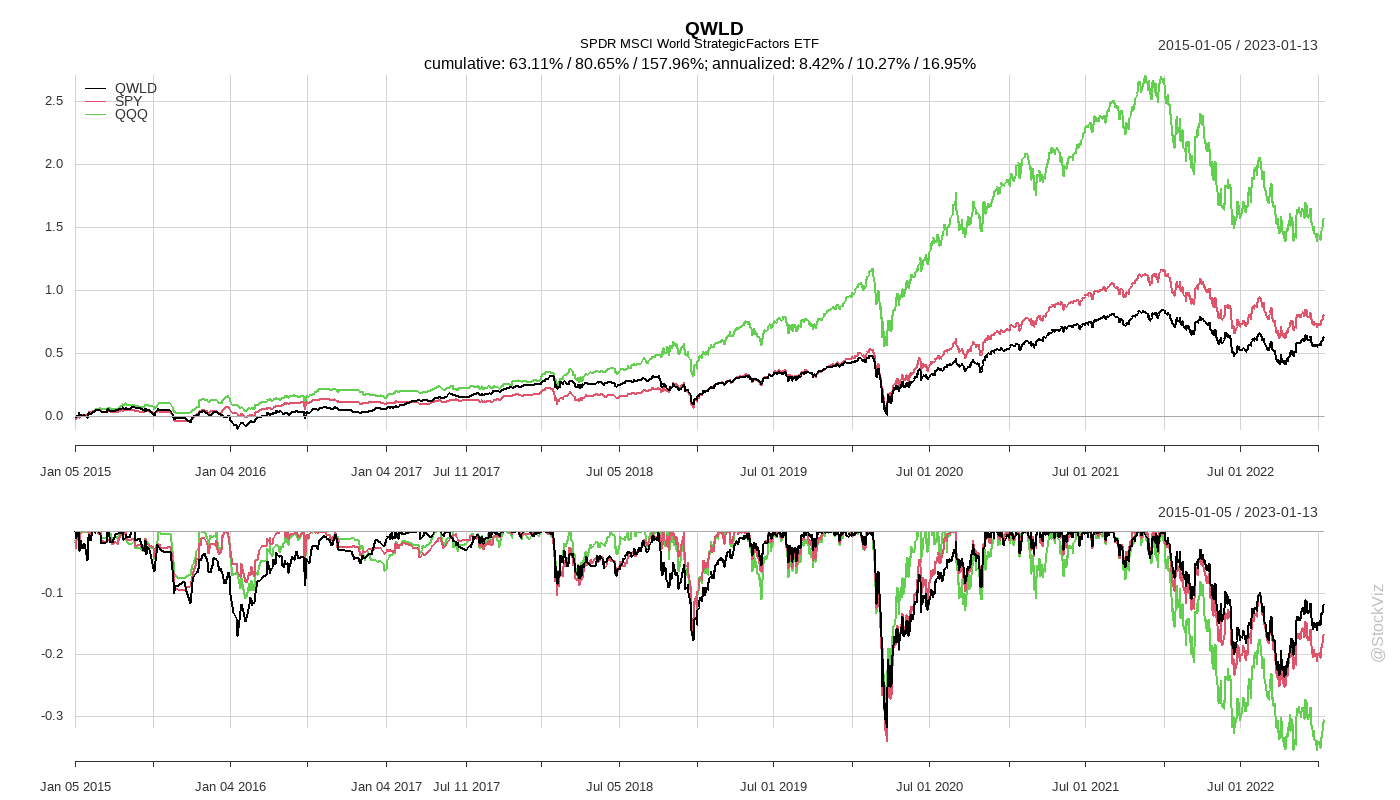 QWLD
SPDR MSCI World StrategicFactors ETF
2015-01-05 / 2023-01-13
cumulative: 63.11% / 80.65% / 157.96%; annualized: 8.42% / 10.27% / 16.95%
QWLD
SPY
QQQ
2.5
2.0
1.5
1.0
0.5
0.0
Jan 05 2015 Jan 04 2016 Jan 04 2017 Jul 11 2017 Jul 05 2018 Jul 01 2019 Jul 01 2020 Jul 01 2021 Jul 01 2022
2015-01-05 / 2023-01-13
-0.1
-0.2
-0.3
Jan 05 2015 Jan 04 2016 Jan 04 2017 Jul 11 2017 Jul 05 2018 Jul 01 2019 Jul 01 2020 Jul 01 2021 Jul 01 2022
@StockViz